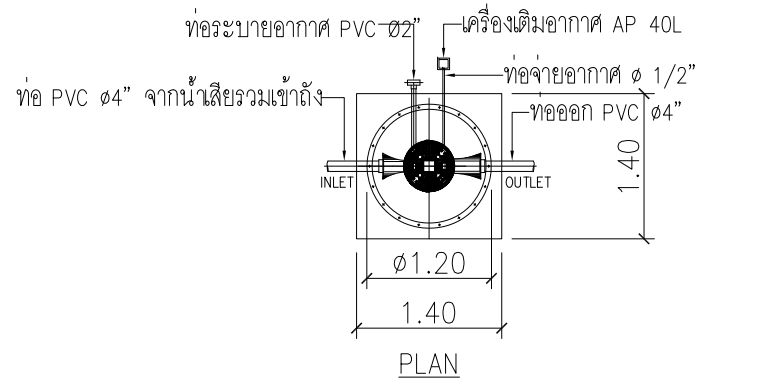 ท่อระบายอากาศ PVC Ø2"
เครื่องเติมอากาศ AP 40L
ท่อจ่ายอากาศ ø 1/2"
ท่อ PVC ø4" จากน้ำเสียรวมเข้าถัง
ท่อออก PVC ø4"
INLET
OUTLET
1.40
ø1.20
1.40
PLAN